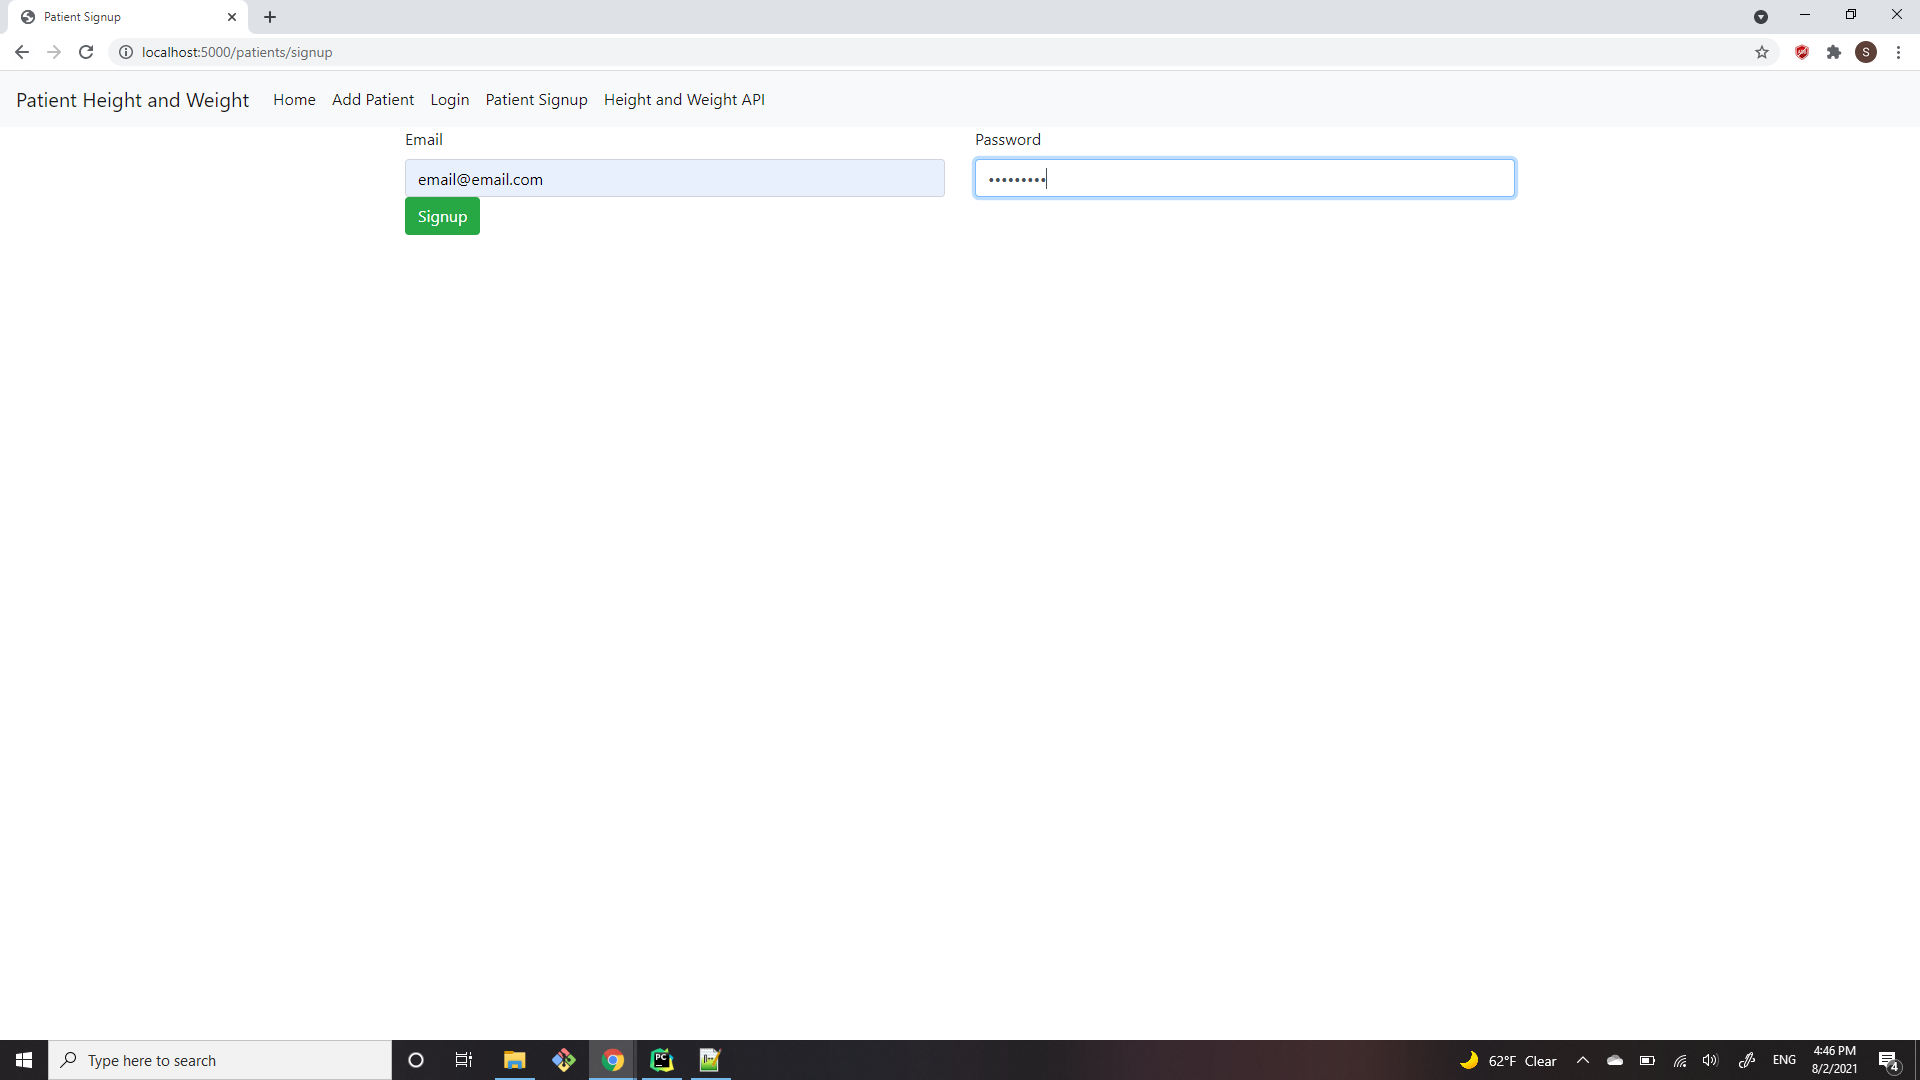 Patient Signup
localhost:5000/patients/signup
S
Patient Height and Weight Home Add Patient Login Patient Signup Height and Weight API
Email Password
email@email.com •••••••••
Signup
Type here to search
PC
62°F Clear
ENG
4:46 PM
8/2/2021
4